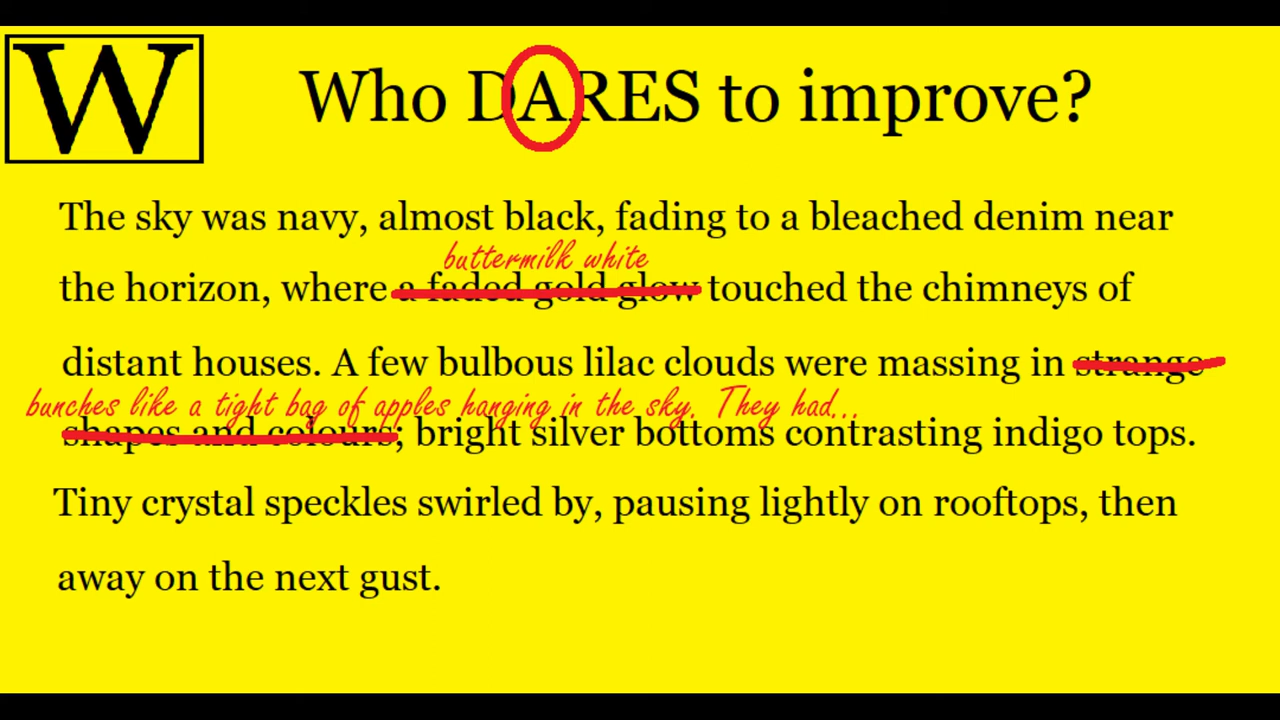 W
Who DARES to improve?
The sky was navy, almost black, fading to a bleached denim near
buttermilk white
the horizon, where a faded gold glow touched the chimneys of
distant houses. A few bulbous lilac clouds were massing in strange
bunches like a tight bag of apples hanging in the sky. They had...
shapes and colours; bright silver bottoms contrasting indigo tops.
Tiny crystal speckles swirled by, pausing lightly on rooftops, then
away on the next gust.